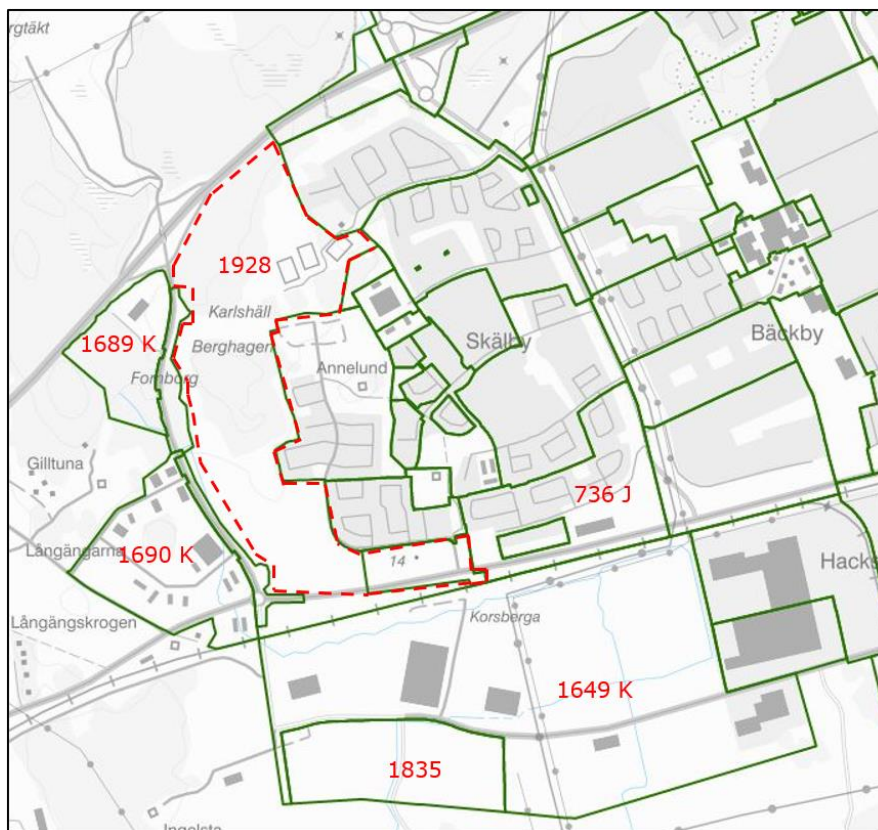 rgtäkt
1928
Karlshäll
Berghagen
Skälby
Bäckby
1689 K
Annelund
Fornborg
Gilltuna
736 J
Långängarna
1690 K
14
Hacks
Långängskrogen
Korsberga
1649 K
1835
Ingelsta